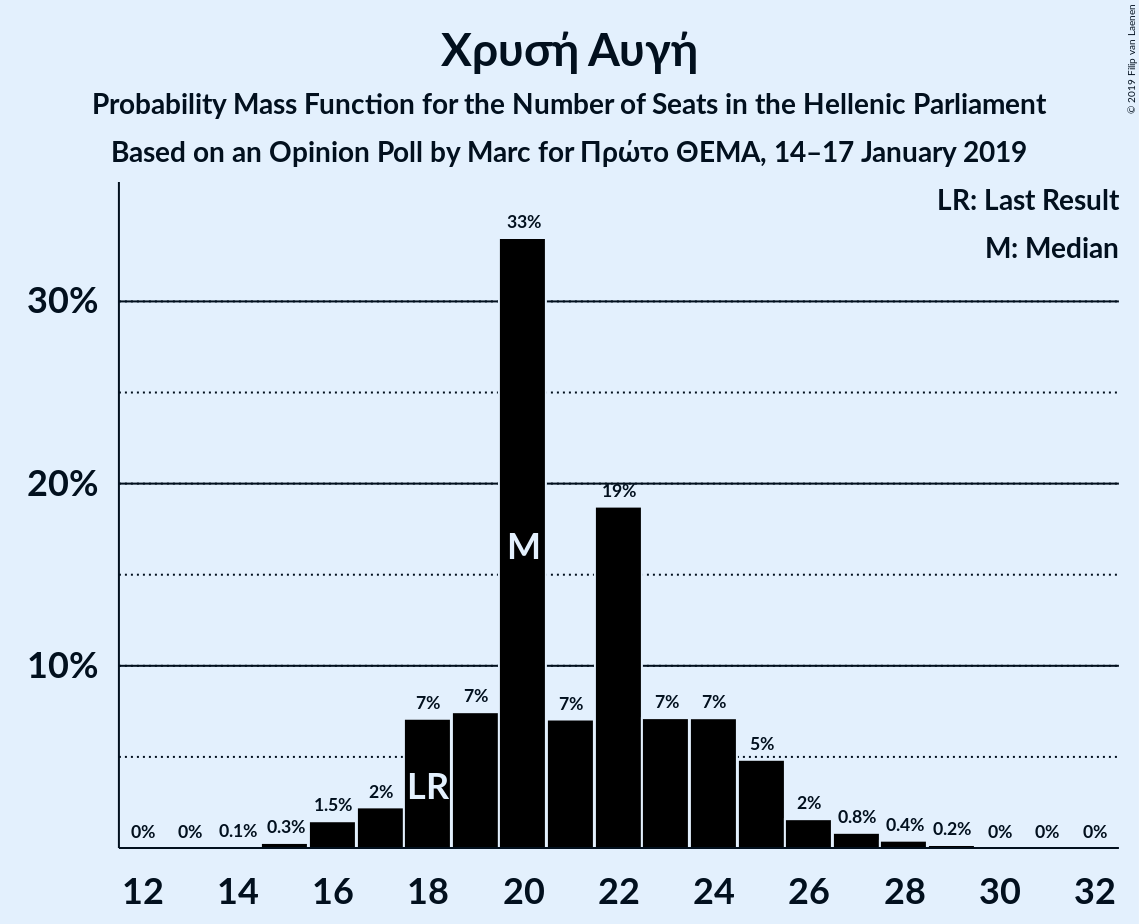 Χρυσή Αυγή
Probability Mass Function for the Number of Seats in the Hellenic Parliament
Based on an Opinion Poll by Marc for Πρώτο ΘΕΜΑ, 14–17 January 2019
© 2019 Filip van Laenen
LR: Last Result
M: Median
30%
20%
10%
0%
0%
0.1%
0.3%
1.5%
2%
7%
7%
33%
7%
19%
7%
7%
5%
2%
0.8%
0.4%
0.2%
0%
0%
0%
LR
M
12 14 16 18 20 22 24 26 28 30 32